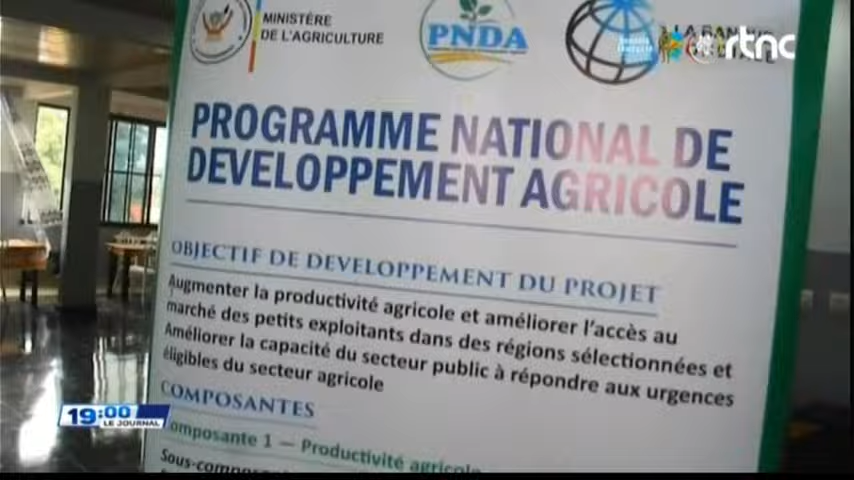 MINISTÈRE
DE L'AGRICULTURE
PNDA
LA BANQUE
rtnc
PROGRAMME NATIONAL DE
DEVELOPPEMENT AGRICOLE
OBJECTIF DE DEVELOPPEMENT DU PROJET
Augmenter la productivité agricole et améliorer l'accès au
marché des petits exploitants dans des régions sélectionnées et
Améliorer la capacité du secteur public à répondre aux urgences
éligibles du secteur agricole
COMPOSANTES
Composante 1 — Productivité agricole
19:00
LE JOURNAL